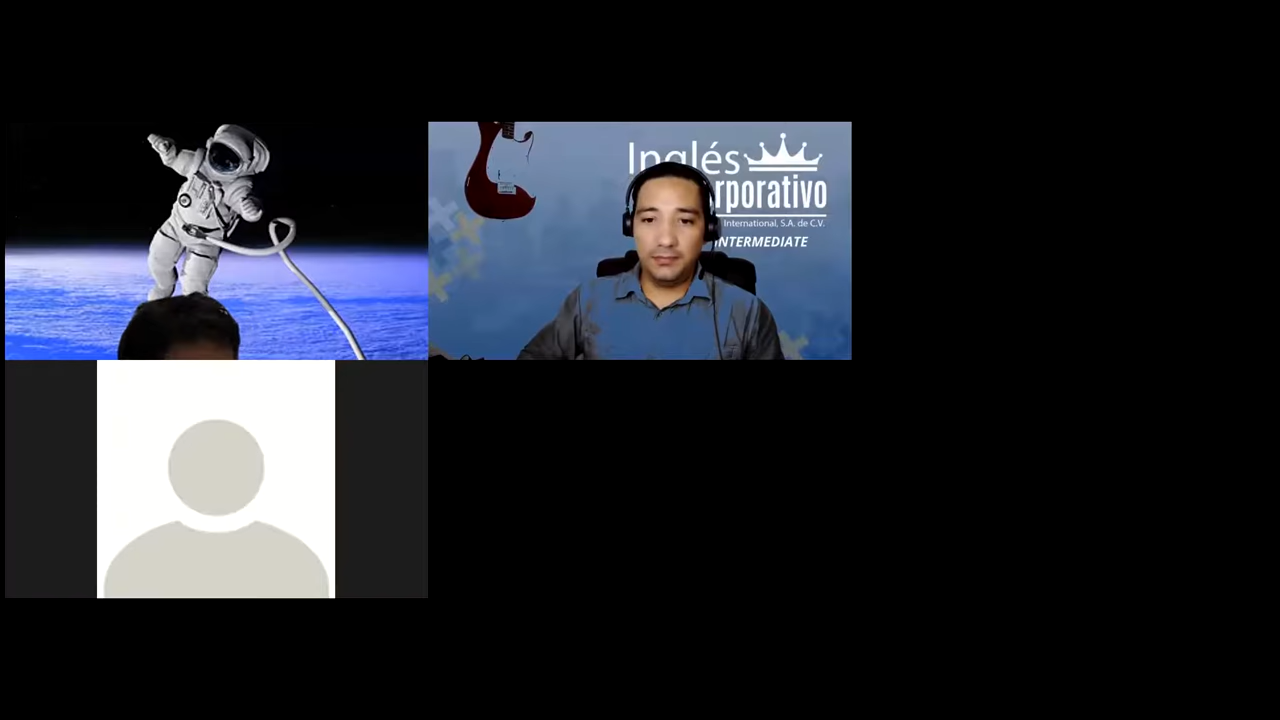 Inglés
rporativo
International, S.A. de C.V.
INTERMEDIATE